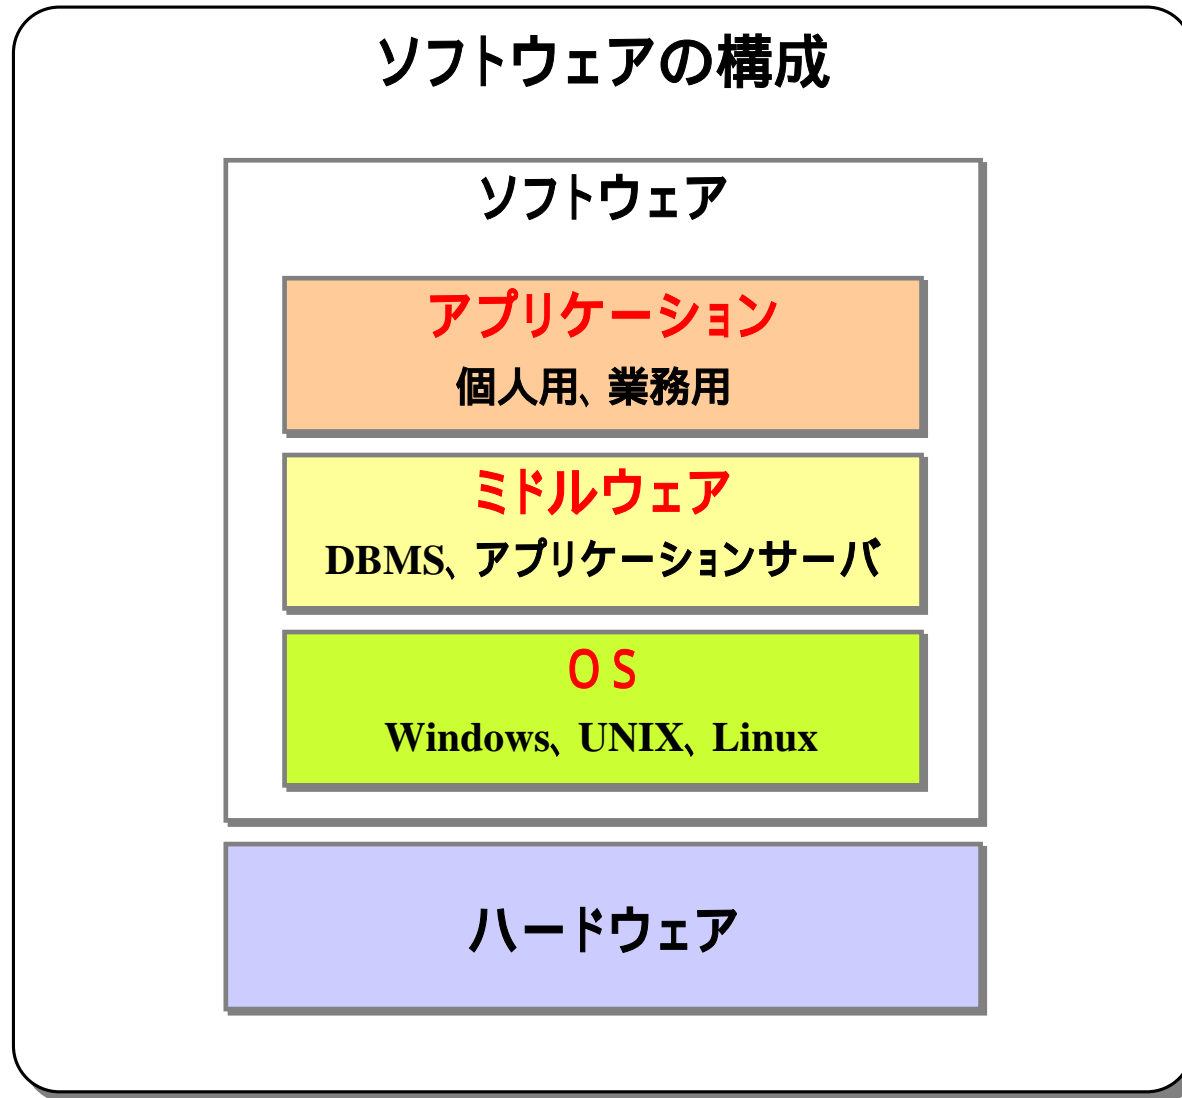 ソフトウェアの構成
ソフトウェア
アプリケーション
個人用、業務用
ミドルウェア
DBMS、アプリケーションサーバ
ＯＳ
Windows、UNIX、Linux
ハードウェア